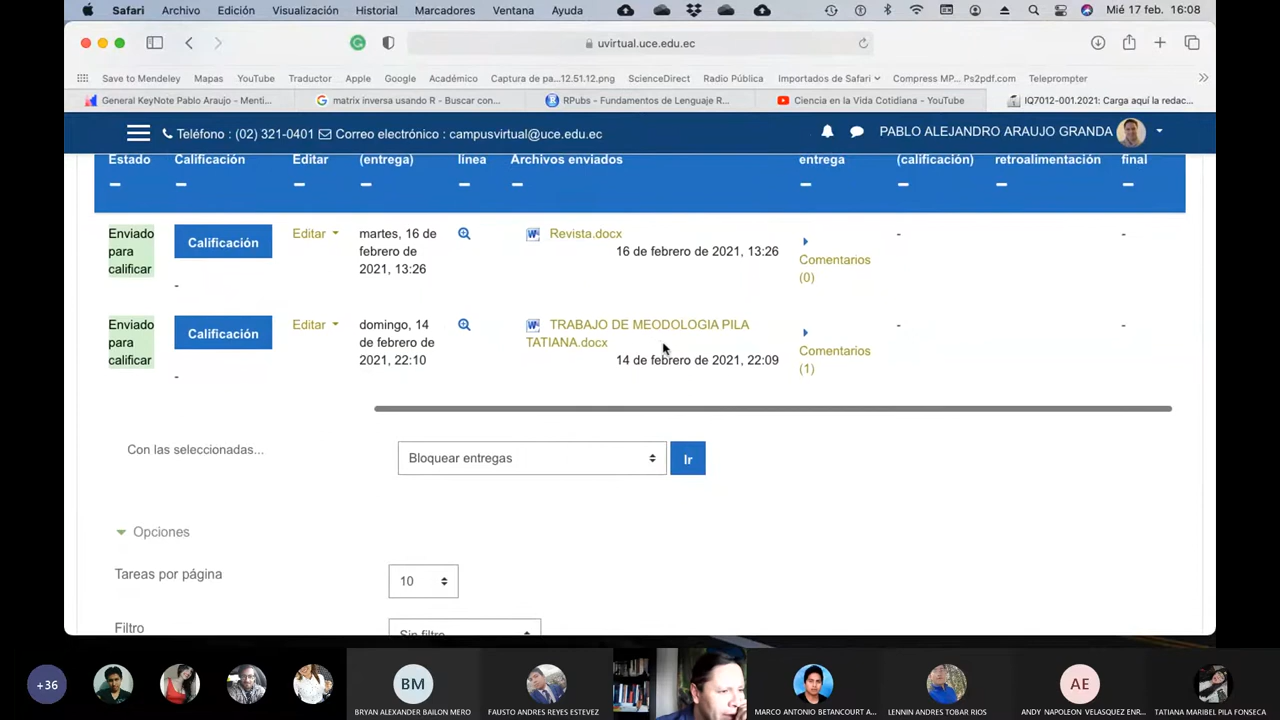 Safari Archivo Edición Visualización Historial Marcadores Ventana Ayuda Mié 17 feb. 16:08
uvirtual.uce.edu.ec
Save to Mendeley Mapas YouTube Traductor Apple Google Académico Captura de pa...12.51.12.png ScienceDirect Radio Pública Importados de Safari Compress MP... Ps2pdf.com Teleprompter
General KeyNote Pablo Araujo - Menti... matrix inversa usando R - Buscar con... RPubs - Fundamentos de Lenguaje R... Ciencia en la Vida Cotidiana - YouTube IQ7012-001.2021: Carga aquí la redac...
Teléfono : (02) 321-0401 Correo electrónico : campusvirtual@uce.edu.ec PABLO ALEJANDRO ARAUJO GRANDA
Estado Calificación Editar (entrega) línea Archivos enviados entrega (calificación) retroalimentación final
Enviado para calificar
Calificación
-
Editar
martes, 16 de febrero de 2021, 13:26
Revista.docx
16 de febrero de 2021, 13:26
Comentarios (0)
-
-
Enviado para calificar
Calificación
-
Editar
domingo, 14 de febrero de 2021, 22:10
TRABAJO DE MEODOLOGIA PILA TATIANA.docx
14 de febrero de 2021, 22:09
Comentarios (1)
-
-
Con las seleccionadas... Bloquear entregas Ir
Opciones
Tareas por página 10
Filtro Sin filtro
+36 BM AE
BRYAN ALEXANDER BAILON MERO FAUSTO ANDRES REYES ESTEVEZ MARCO ANTONIO BETANCOURT A... LENNIN ANDRES TOBAR RIOS ANDY NAPOLEON VELASQUEZ ENR... TATIANA MARIBEL PILA FONSECA